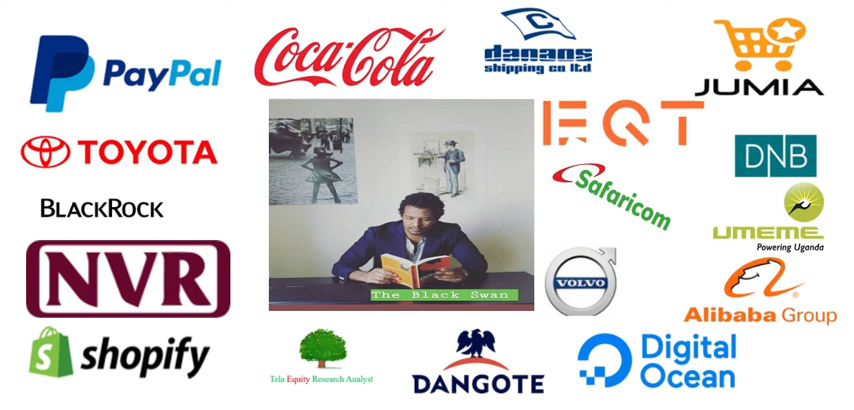 PayPal
Coca-Cola
C
danaos
shipping co ltd
JUMIA
TOYOTA
EQT
DNB
BLACKROCK
Safaricom
UMEME
Powering Uganda
NVR
The Black Swan
VOLVO
Alibaba Group
shopify
Tela Equity Research Analyst
DANGOTE
Digital
Ocean